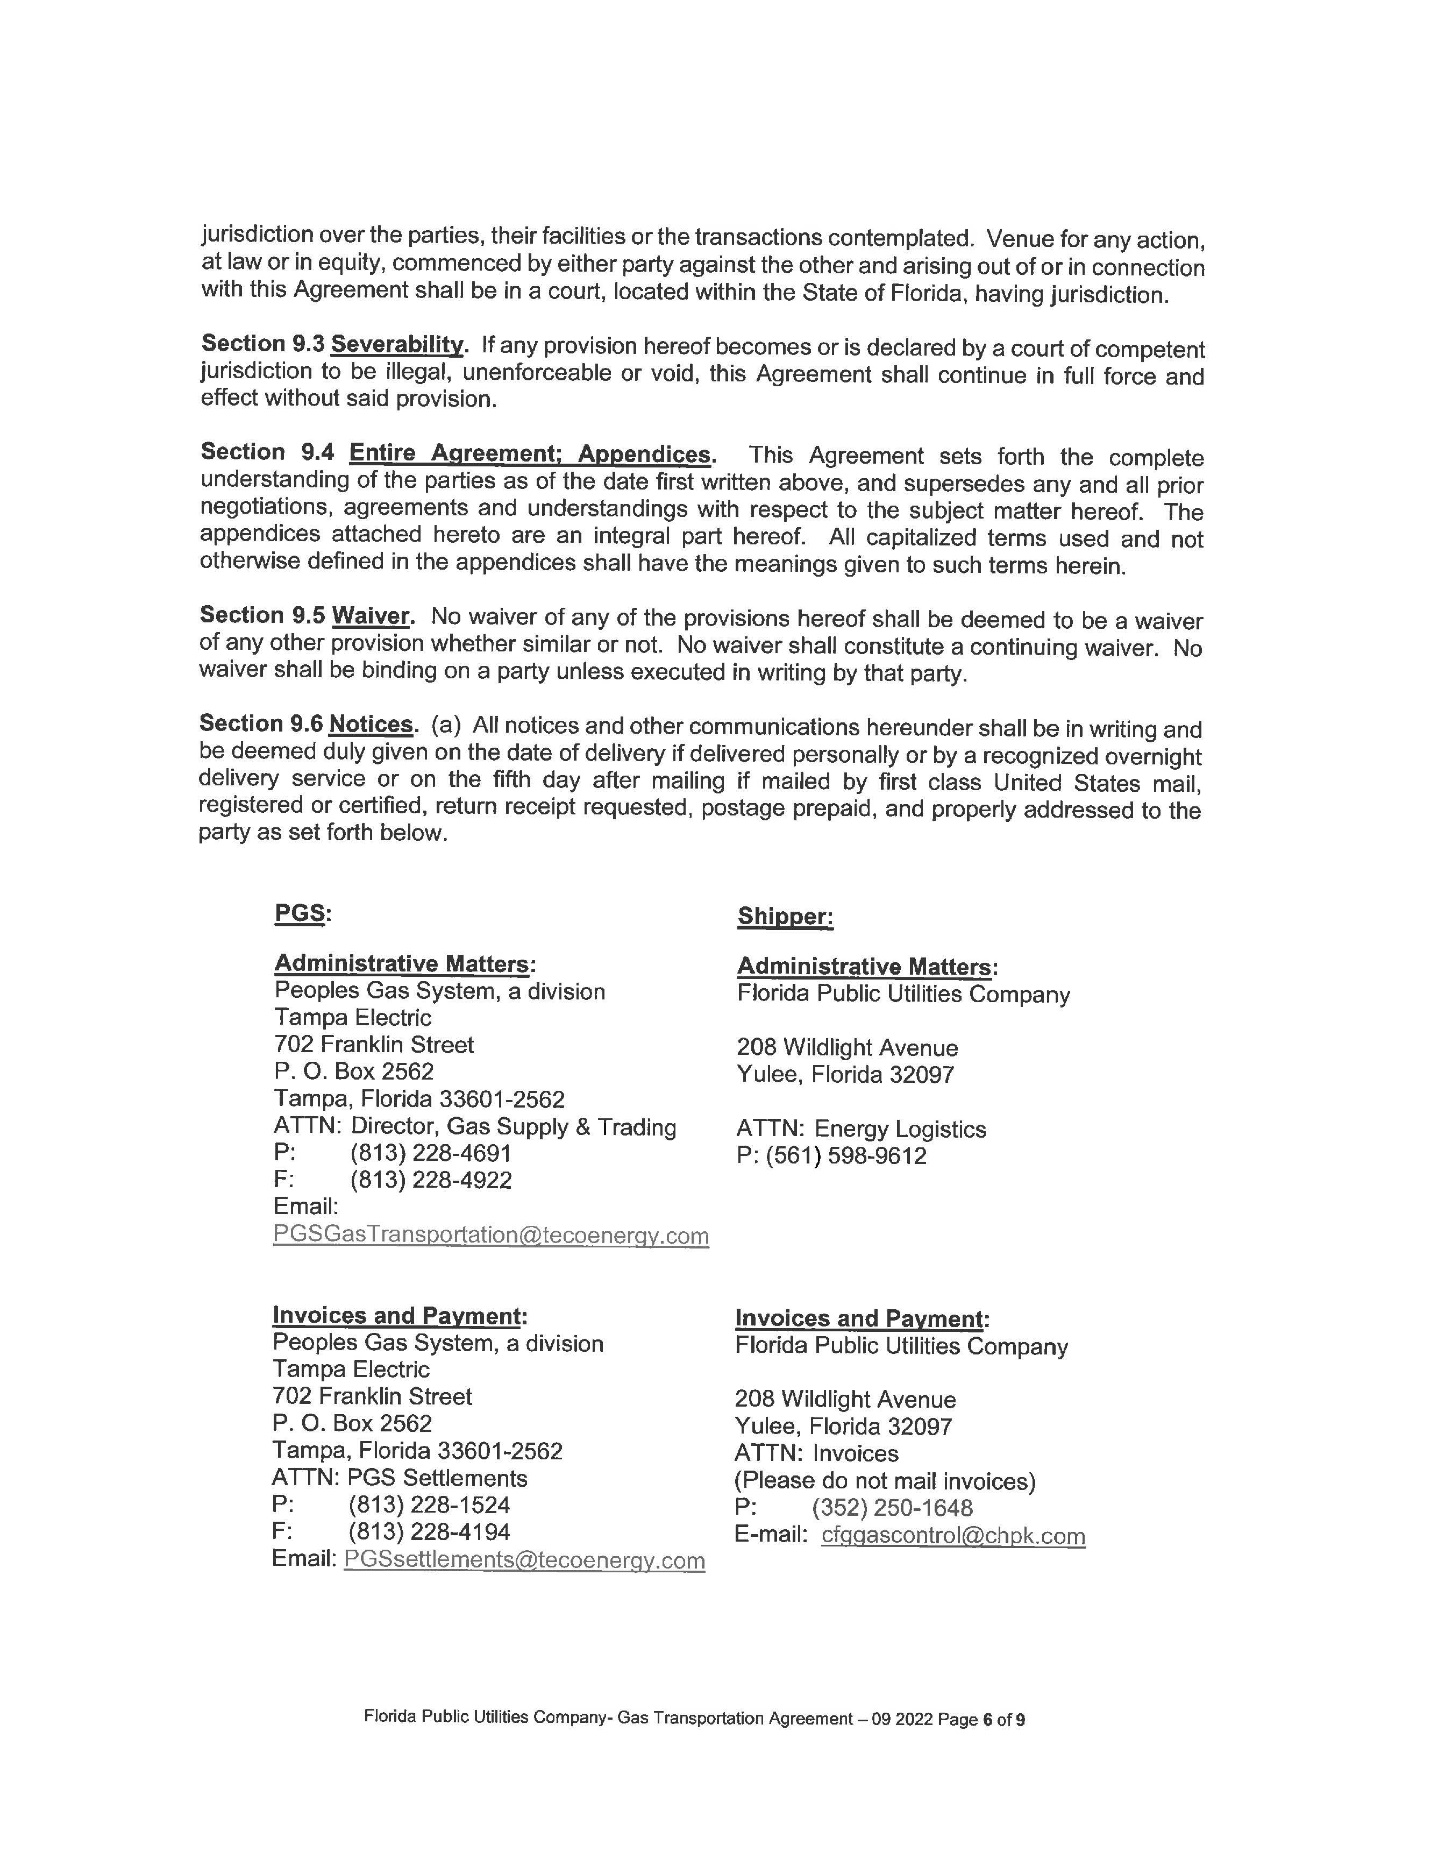 jurisdiction over the parties, their facilities or the transactions contemplated. Venue for any action,
at law or in equity, commenced by either party against the other and arising out of or in connection
with this Agreement shall be in a court, located within the State of Florida, having jurisdiction.
Section 9.3 Severability. If any provision hereof becomes or is declared by a court of competent
jurisdiction to be illegal, unenforceable or void, this Agreement shall continue in full force and
effect without said provision.
Section 9.4 Entire Agreement; Appendices. This Agreement sets forth the complete
understanding of the parties as of the date first written above, and supersedes any and all prior
negotiations, agreements and understandings with respect to the subject matter hereof. The
appendices attached hereto are an integral part hereof. All capitalized terms used and not
otherwise defined in the appendices shall have the meanings given to such terms herein.
Section 9.5 Waiver. No waiver of any of the provisions hereof shall be deemed to be a waiver
of any other provision whether similar or not. No waiver shall constitute a continuing waiver. No
waiver shall be binding on a party unless executed in writing by that party.
Section 9.6 Notices. (a) All notices and other communications hereunder shall be in writing and
be deemed duly given on the date of delivery if delivered personally or by a recognized overnight
delivery service or on the fifth day after mailing if mailed by first class United States mail,
registered or certified, return receipt requested, postage prepaid, and properly addressed to the
party as set forth below.
PGS:
Administrative Matters:
Peoples Gas System, a division
Tampa Electric
702 Franklin Street
P. O. Box 2562
Tampa, Florida 33601-2562
ATTN: Director, Gas Supply & Trading
P: (813) 228-4691
F: (813) 228-4922
Email:
PGSGasTransportation@tecoenergy.com
Shipper:
Administrative Matters:
Florida Public Utilities Company
208 Wildlight Avenue
Yulee, Florida 32097
ATTN: Energy Logistics
P: (561) 598-9612
Invoices and Payment:
Peoples Gas System, a division
Tampa Electric
702 Franklin Street
P. O. Box 2562
Tampa, Florida 33601-2562
ATTN: PGS Settlements
P: (813) 228-1524
F: (813) 228-4194
Email: PGSsettlements@tecoenergy.com
Invoices and Payment:
Florida Public Utilities Company
208 Wildlight Avenue
Yulee, Florida 32097
ATTN: Invoices
(Please do not mail invoices)
P: (352) 250-1648
E-mail: cfggascontrol@chpk.com
Florida Public Utilities Company- Gas Transportation Agreement – 09 2022 Page 6 of 9